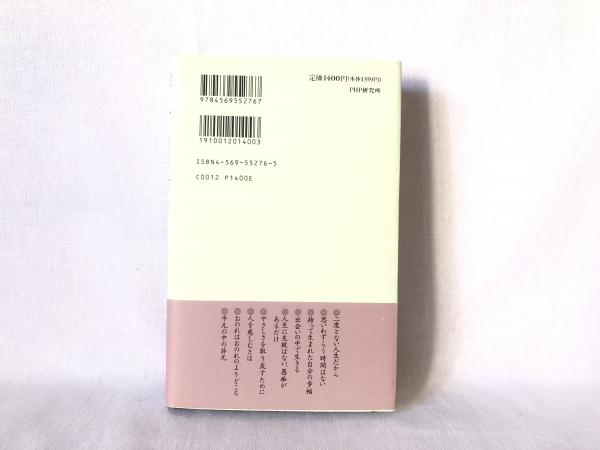 定価1400円(本体1359円)
PHP研究所
9784569552767
1910012014003
ISBN4-569-55276-5
C0012 P1400E
二度とない人生だから
思いわずらう時間はない
持って生まれた自分の歩幅
出会いの中で生きる
人生に失敗はない、愚痴が
あるだけ
やさしさを取り戻すために
人を慈しむとは
おのれはおのれのよりどころ
平凡の中の非凡